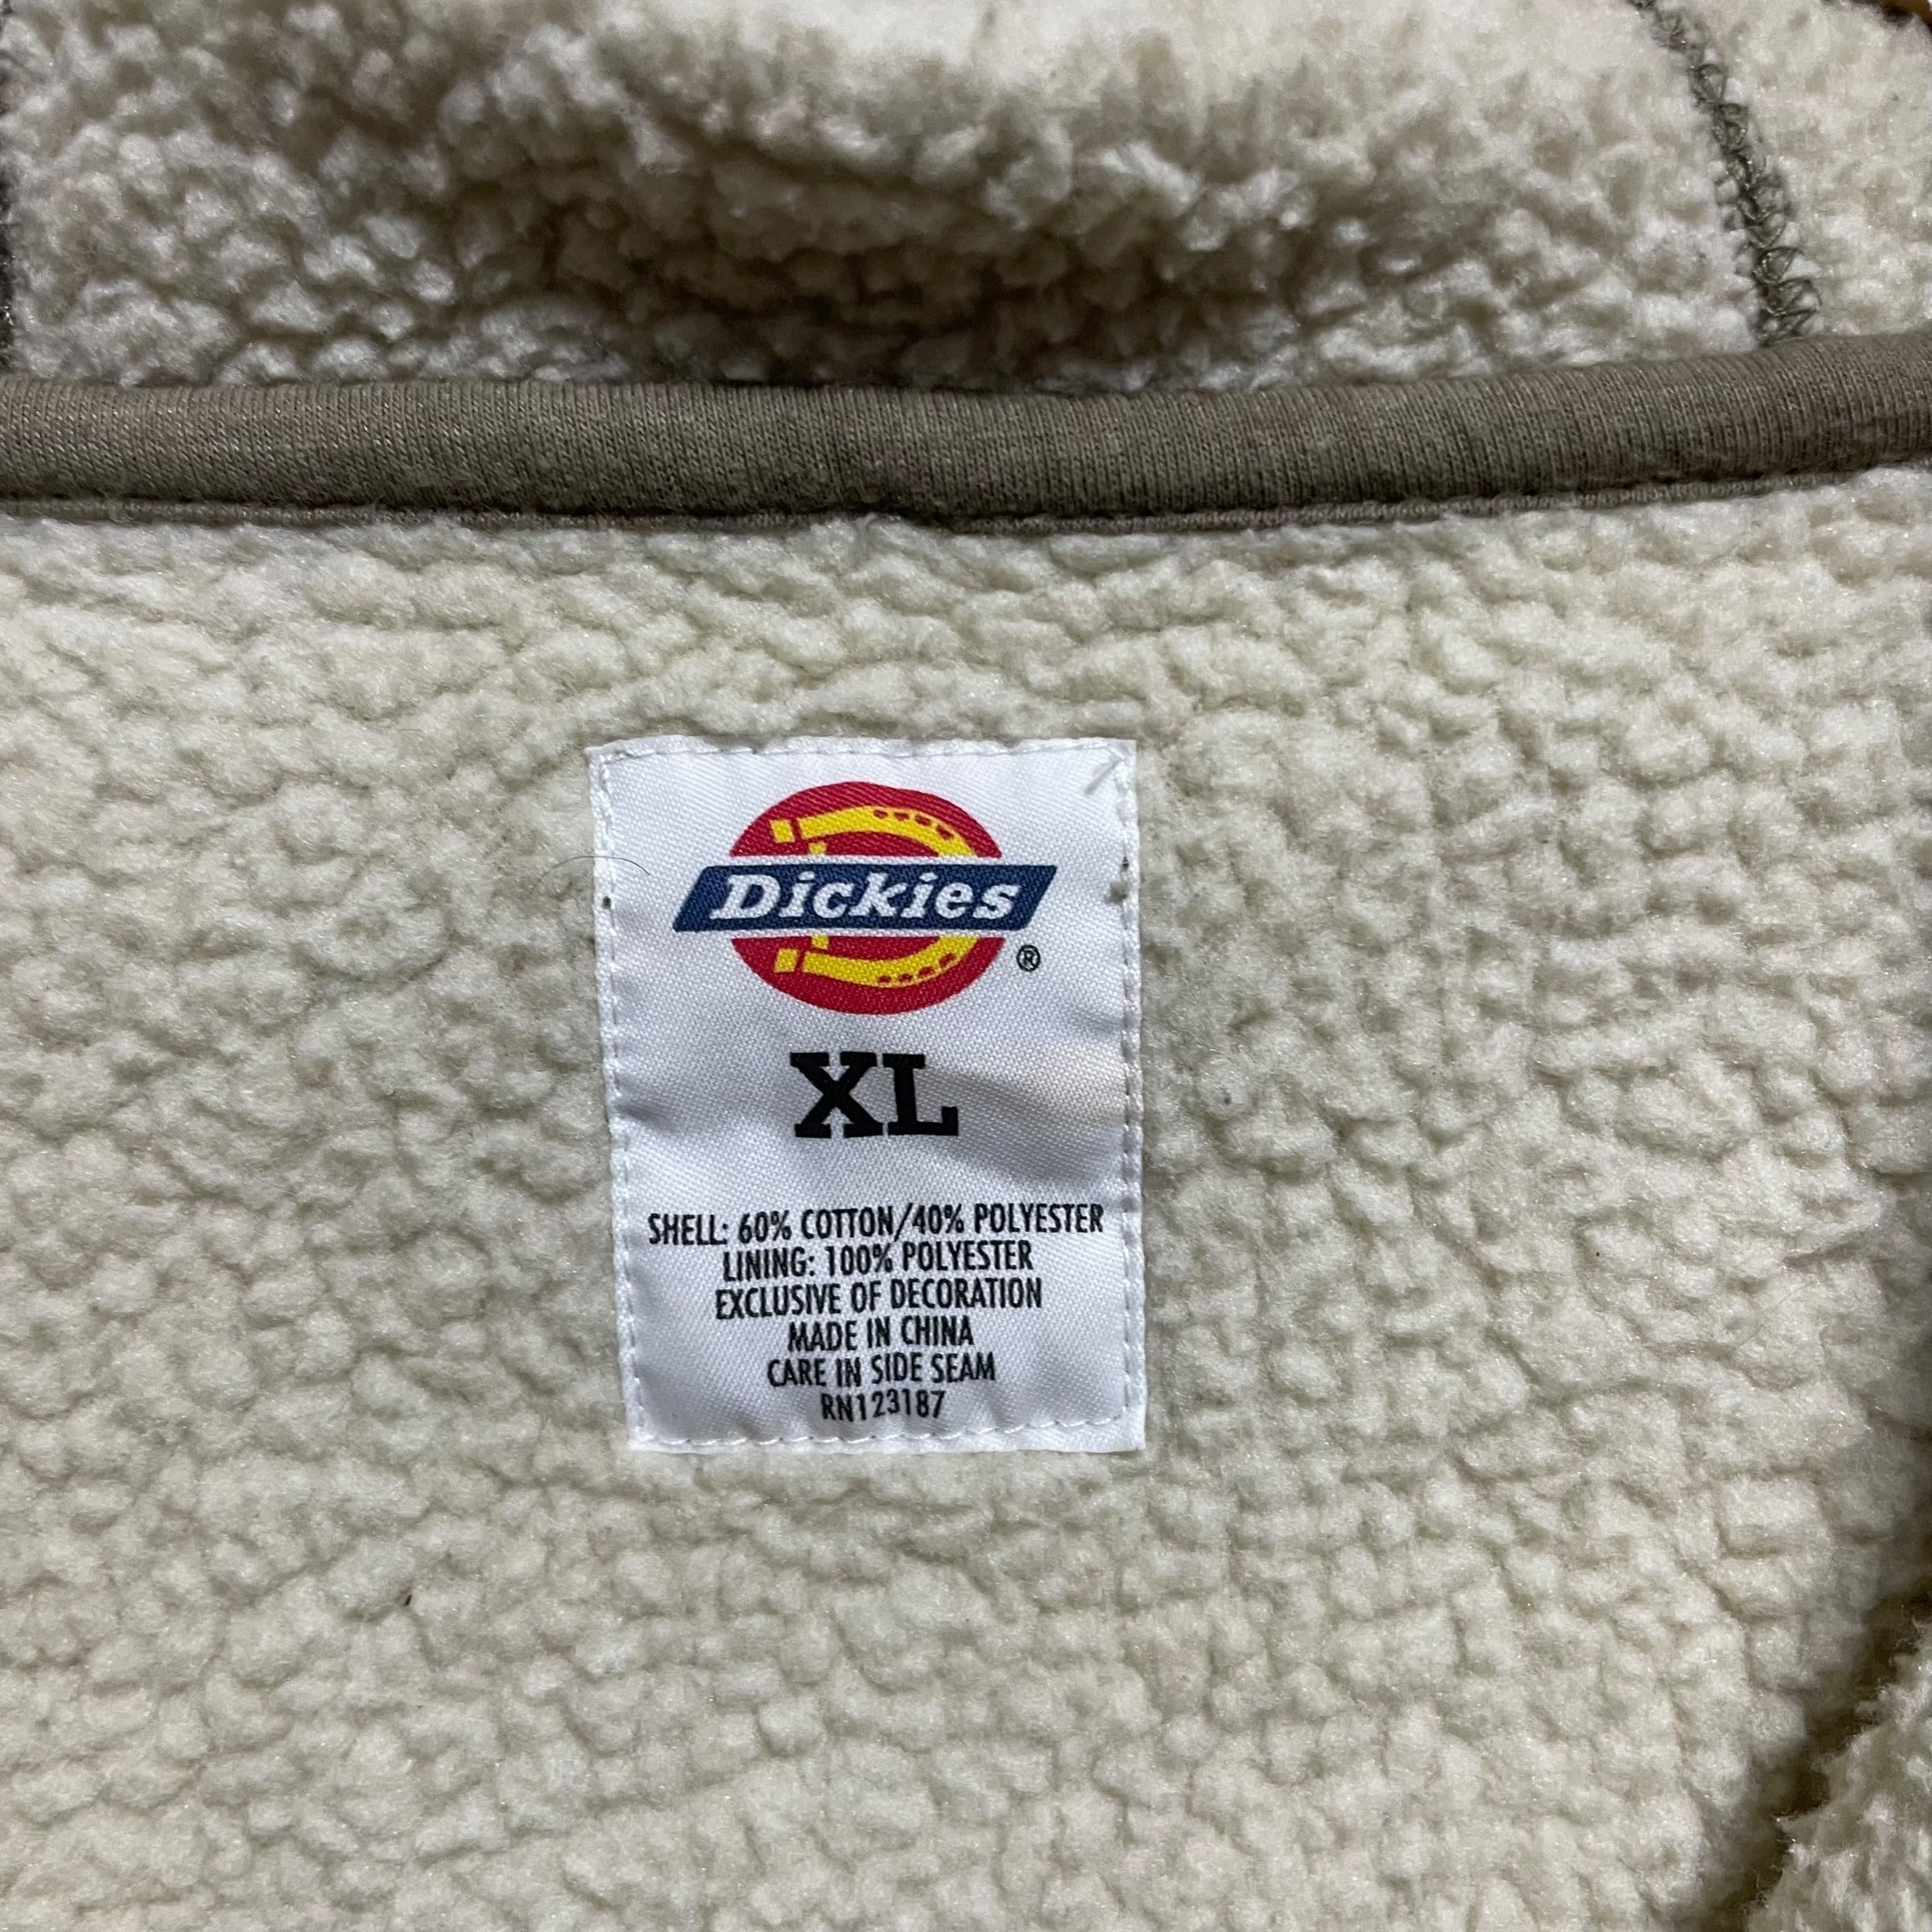 Dickies
®
XL
SHELL: 60% COTTON/40% POLYESTER
LINING: 100% POLYESTER
EXCLUSIVE OF DECORATION
MADE IN CHINA
CARE IN SIDE SEAM
RN123187